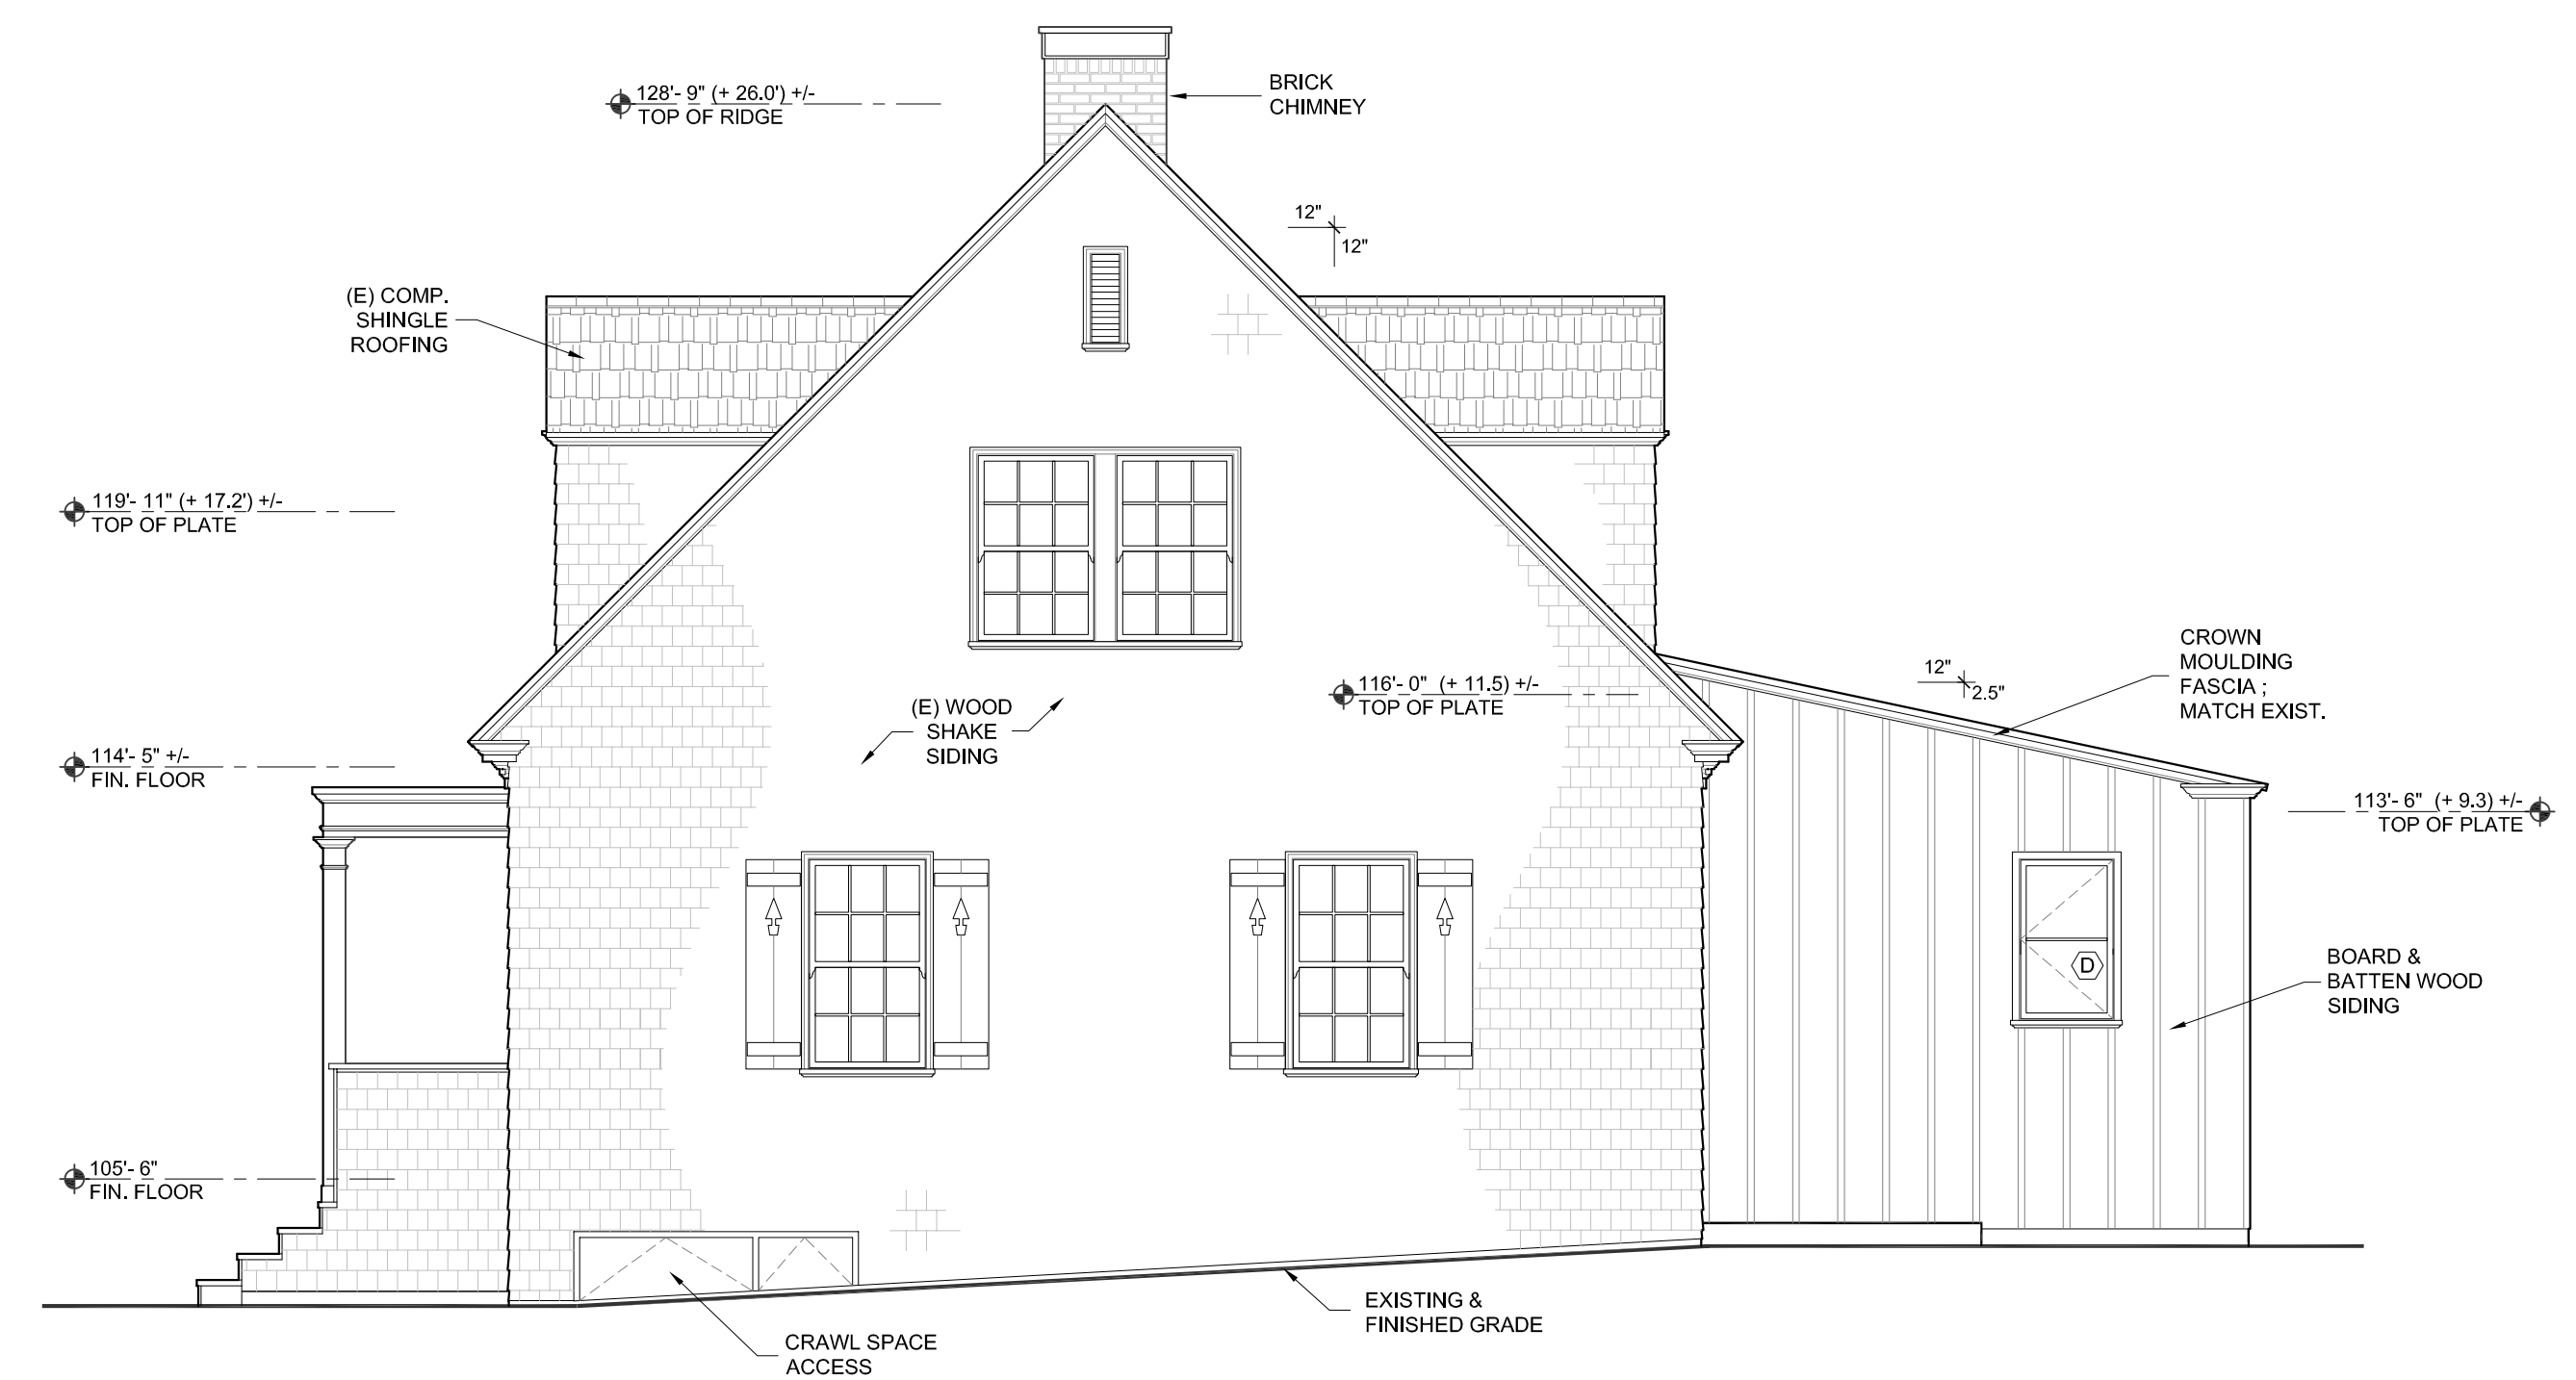 BRICK
CHIMNEY
128'- 9" (+ 26.0') +/-
TOP OF RIDGE
12"
12"
(E) COMP.
SHINGLE
ROOFING
119'- 11" (+ 17.2') +/-
TOP OF PLATE
CROWN
MOULDING
FASCIA ;
MATCH EXIST.
12"
2.5"
116'- 0" (+ 11.5) +/-
TOP OF PLATE
(E) WOOD
SHAKE
SIDING
114'- 5" +/-
FIN. FLOOR
113'- 6" (+ 9.3) +/-
TOP OF PLATE
D
BOARD &
BATTEN WOOD
SIDING
105'- 6"
FIN. FLOOR
EXISTING &
FINISHED GRADE
CRAWL SPACE
ACCESS